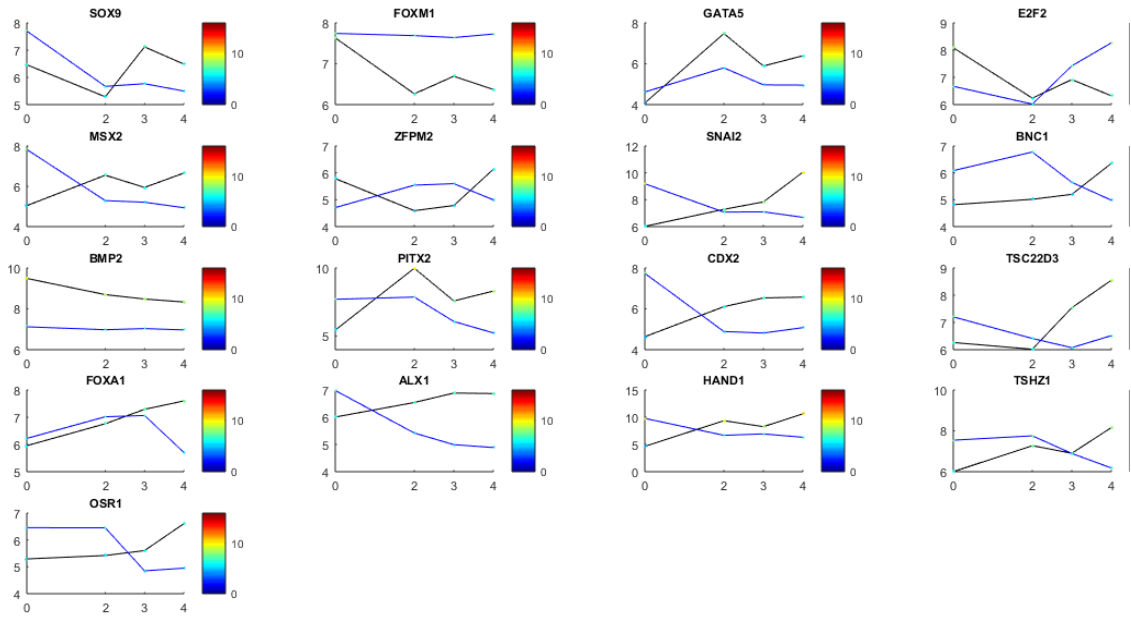 SOX9 FOXM1 GATA5 E2F2
8 8 8 9
7 10 7 10 6 10 8
6 7
5 0 6 0 4 0 6
0 2 3 4 0 2 3 4 0 2 3 4 0 2 3 4
MSX2 ZFPM2 SNAI2 BNC1
8 7 12 7
6 10 6 10 10 10 6
5 8 5
4 0 4 0 6 0 4
0 2 3 4 0 2 3 4 0 2 3 4 0 2 3 4
BMP2 PITX2 CDX2 TSC22D3
10 10 8 9
8 10 10 6 10 8
5 7
6 0 0 4 0 6
0 2 3 4 0 2 3 4 0 2 3 4 0 2 3 4
FOXA1 ALX1 HAND1 TSHZ1
8 7 15 10
7 10 6 10 10 10 8
6 5 5
5 0 4 0 0 0 6
0 2 3 4 0 2 3 4 0 2 3 4 0 2 3 4
OSR1
7
6 10
5
4 0
0 2 3 4